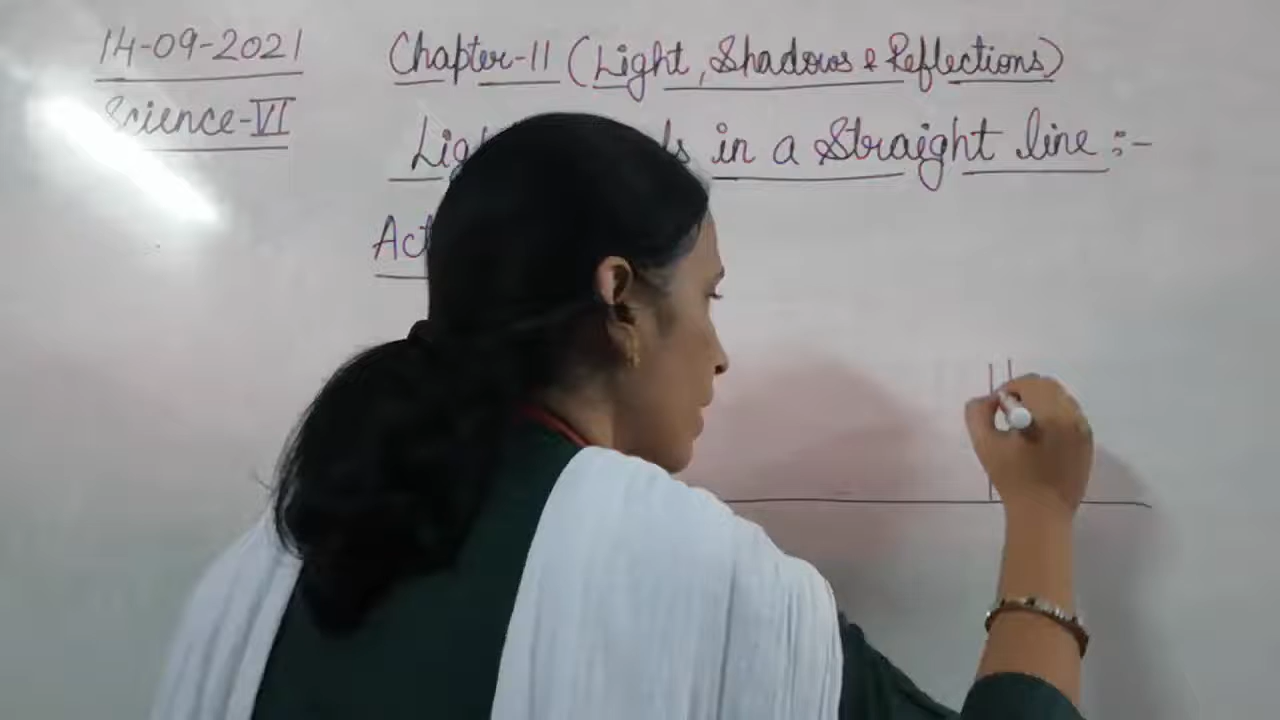 14-09-2021 Chapter-11 (Light, Shadows & Reflections)
Science-VI
in a Straight line :-